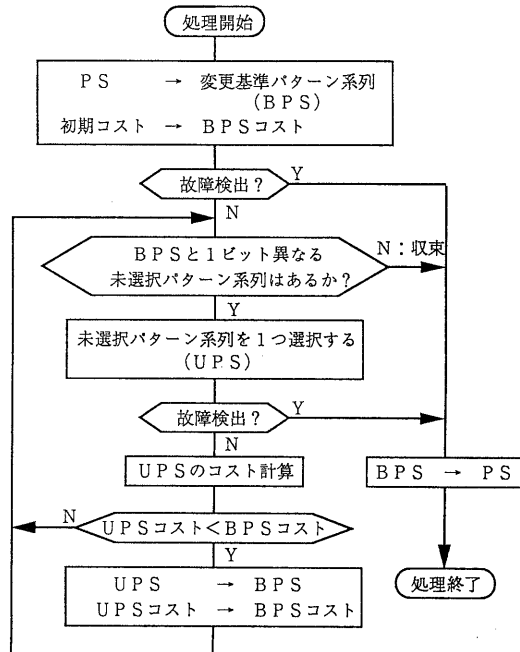 処理開始
PS → 変更基準パターン系列
(BPS)
初期コスト → BPSコスト
故障検出?
Y
N
BPSと1ビット異なる
未選択パターン系列はあるか?
N:収束
Y
未選択パターン系列を1つ選択する
(UPS)
故障検出?
Y
N
UPSのコスト計算
BPS → PS
N
UPSコスト<BPSコスト
Y
UPS → BPS
UPSコスト → BPSコスト
処理終了